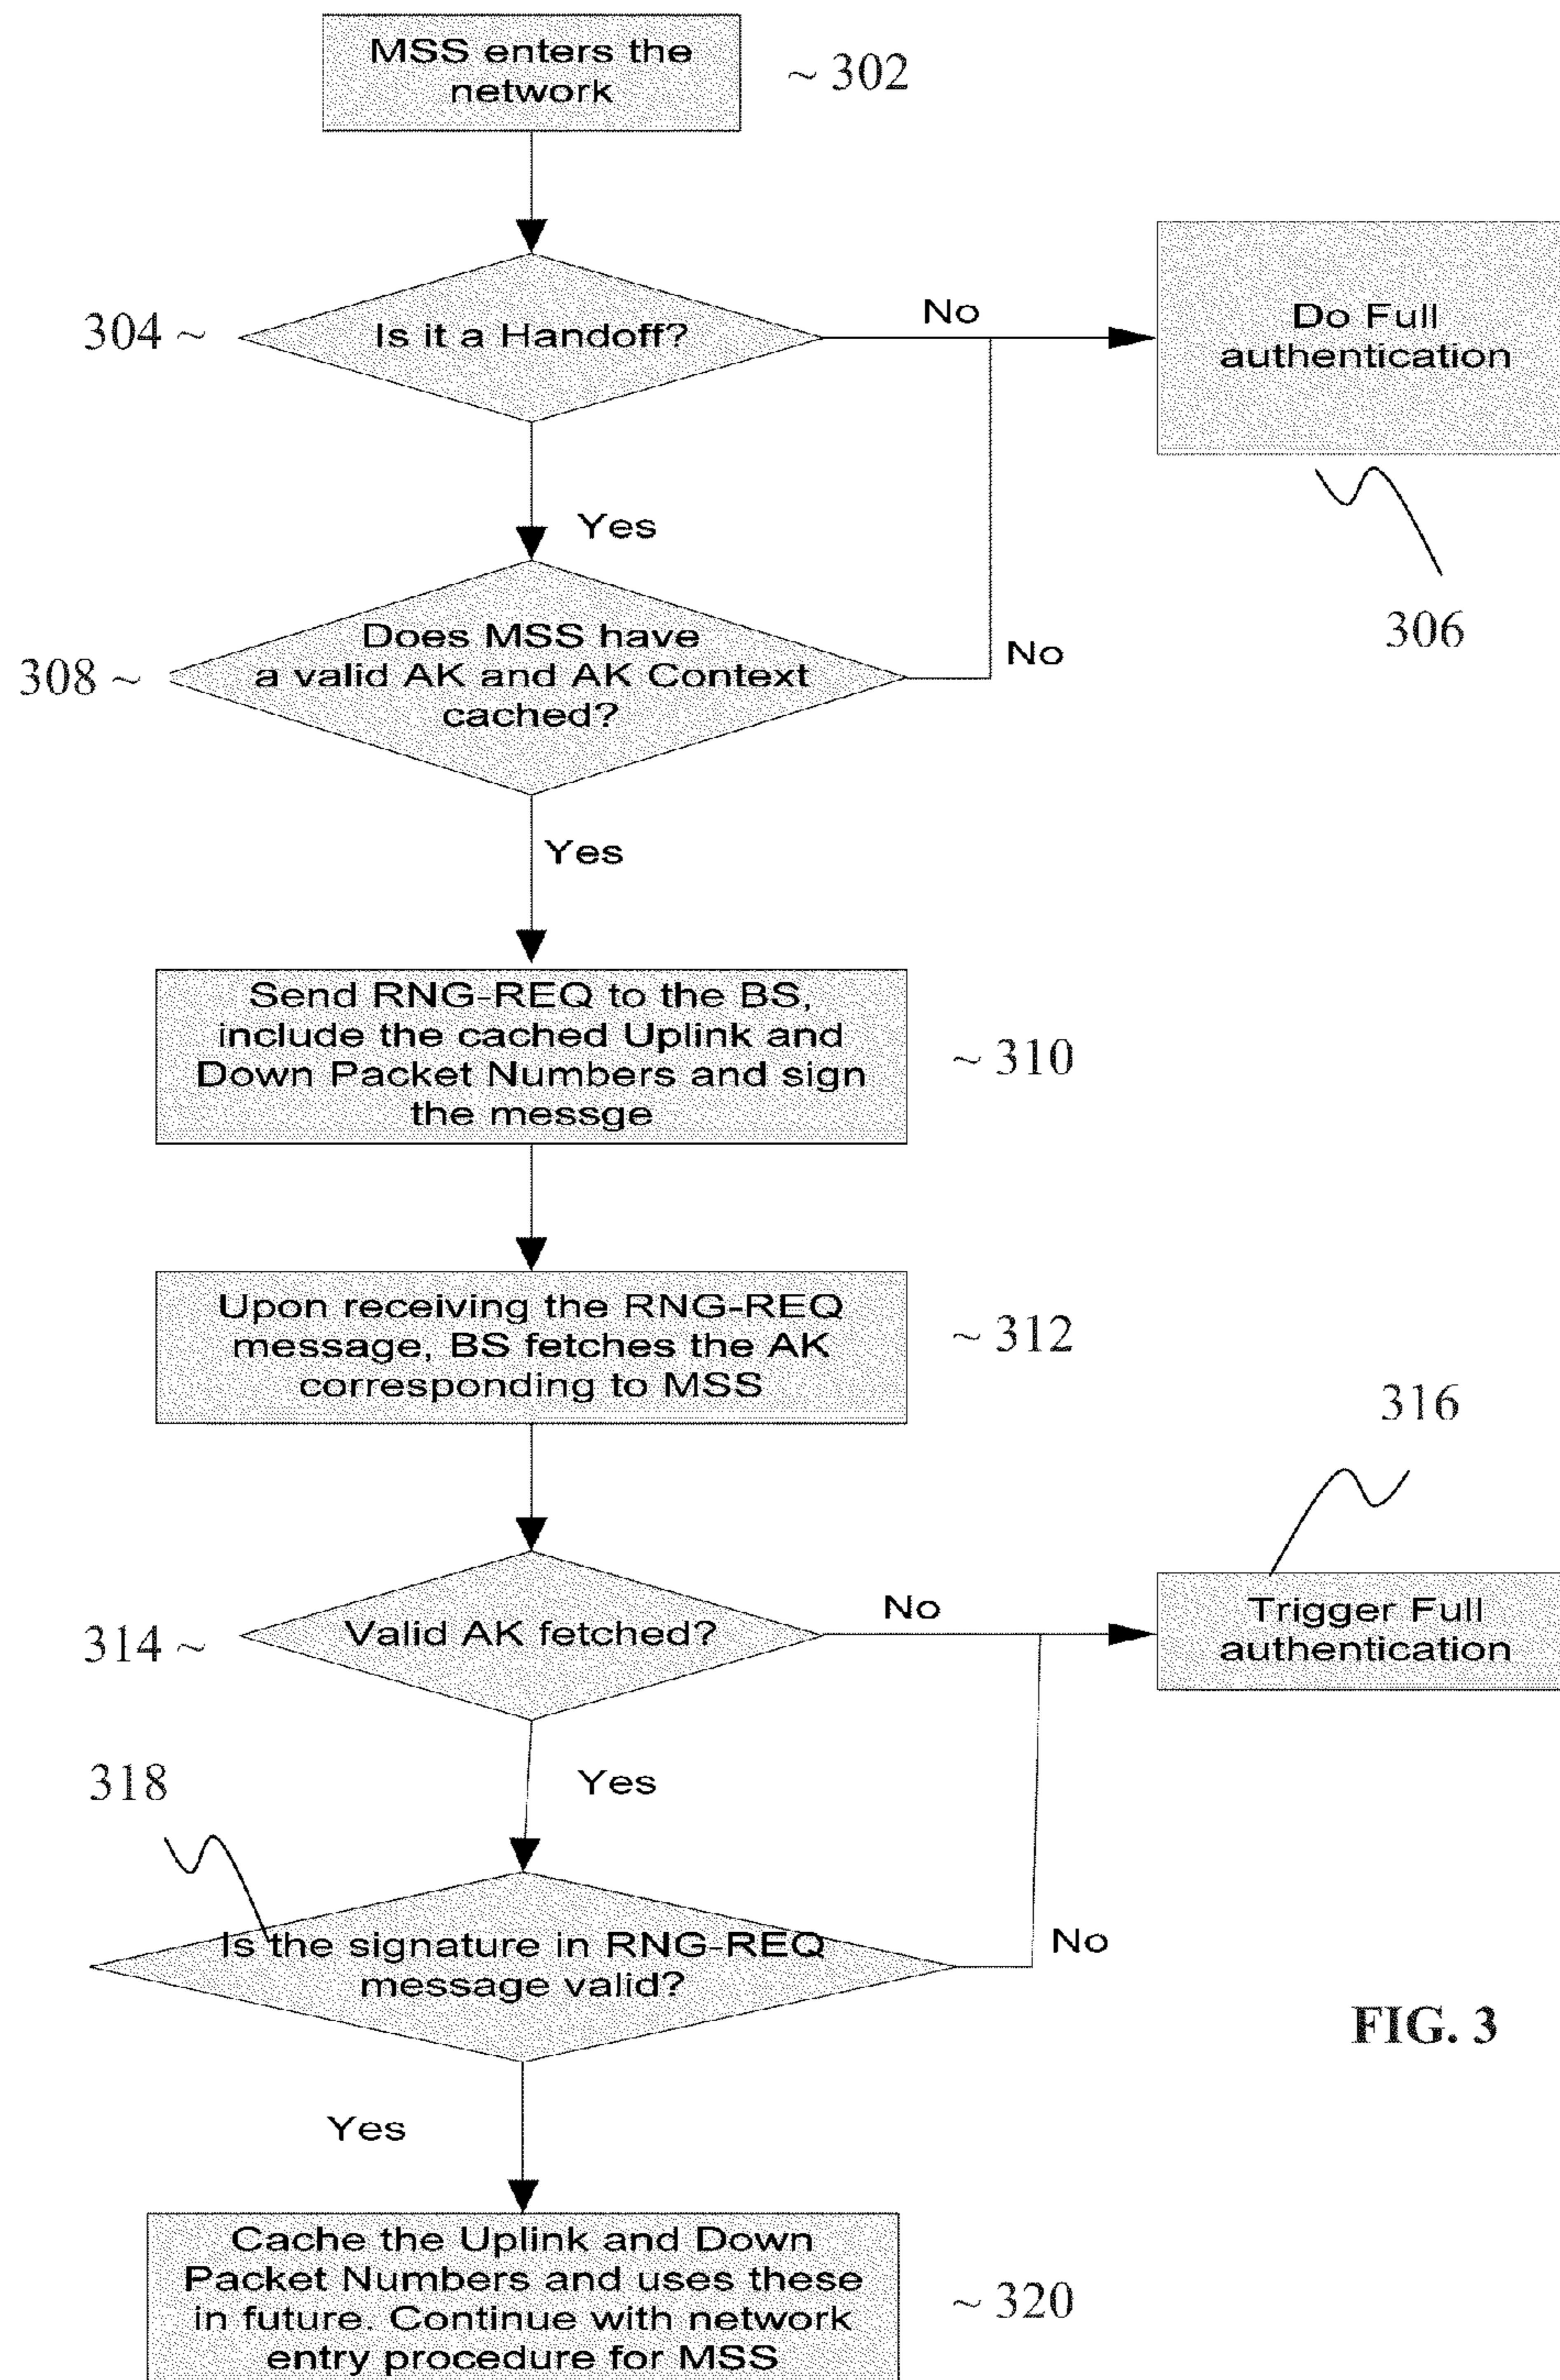 MSS enters the
network
~ 302
304 ~
Is it a Handoff?
No
Do Full
authentication
306
Yes
308 ~
Does MSS have
a valid AK and AK Context
cached?
No
Yes
Send RNG-REQ to the BS,
include the cached Uplink and
Down Packet Numbers and sign
the messge
~ 310
Upon receiving the RNG-REQ
message, BS fetches the AK
corresponding to MSS
~ 312
316
314 ~
Valid AK fetched?
No
Trigger Full
authentication
Yes
318
Is the signature in RNG-REQ
message valid?
No
FIG. 3
Yes
Cache the Uplink and Down
Packet Numbers and uses these
in future. Continue with network
entry procedure for MSS
~ 320